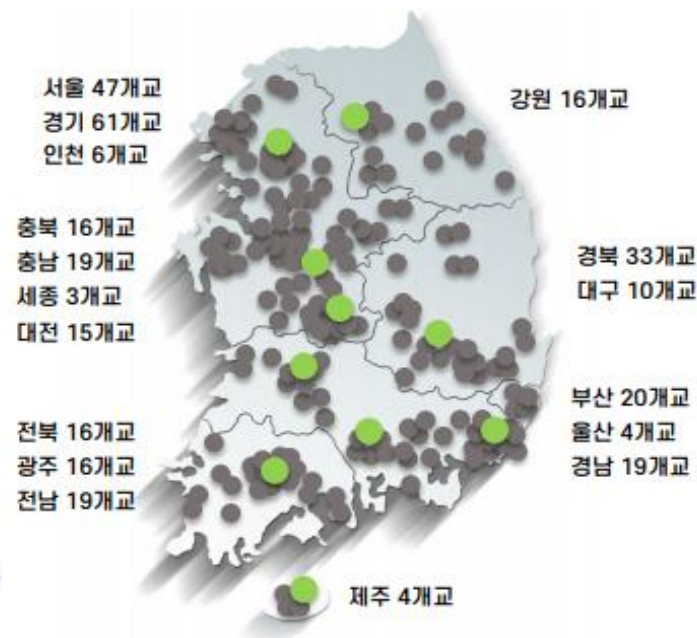 서울 47개교
경기 61개교
인천 6개교
강원 16개교
충북 16개교
충남 19개교
세종 3개교
대전 15개교
경북 33개교
대구 10개교
부산 20개교
울산 4개교
경남 19개교
전북 16개교
광주 16개교
전남 19개교
제주 4개교